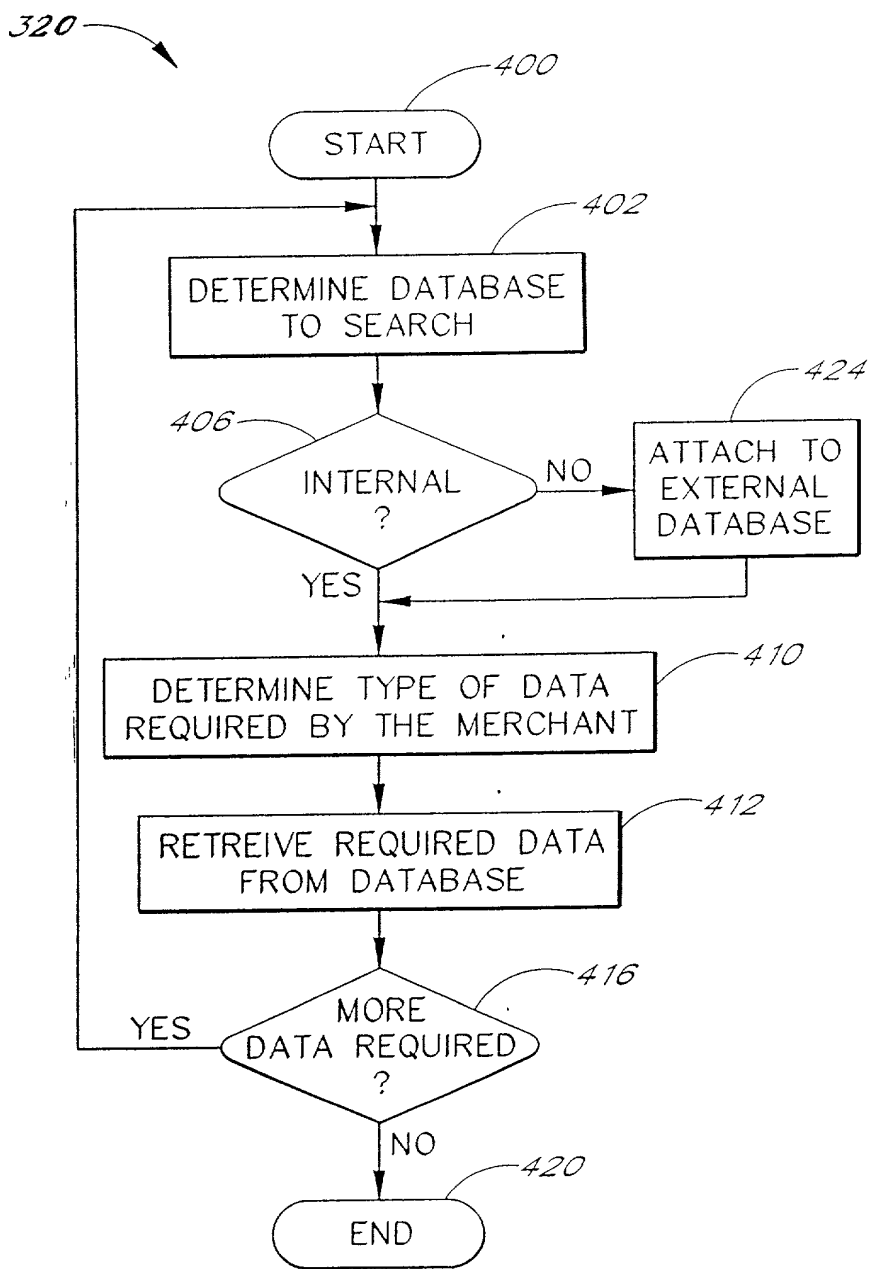 320
400
START
402
DETERMINE DATABASE
TO SEARCH
406
INTERNAL
?
NO
424
ATTACH TO
EXTERNAL
DATABASE
YES
410
DETERMINE TYPE OF DATA
REQUIRED BY THE MERCHANT
412
RETREIVE REQUIRED DATA
FROM DATABASE
416
MORE
DATA REQUIRED
?
YES
NO
420
END